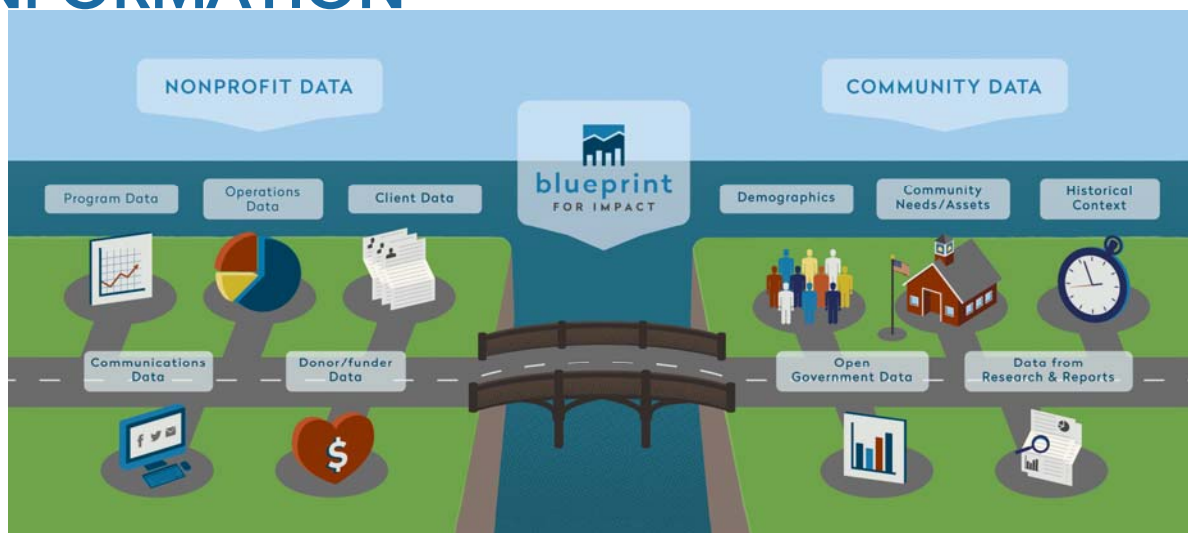 NONPROFIT DATA
COMMUNITY DATA
blueprint
FOR IMPACT
Program Data
Operations
Data
Client Data
Demographics
Community
Needs/Assets
Historical
Context
Communications
Data
Donor/funder
Data
Open
Government Data
Data from
Research & Reports
$